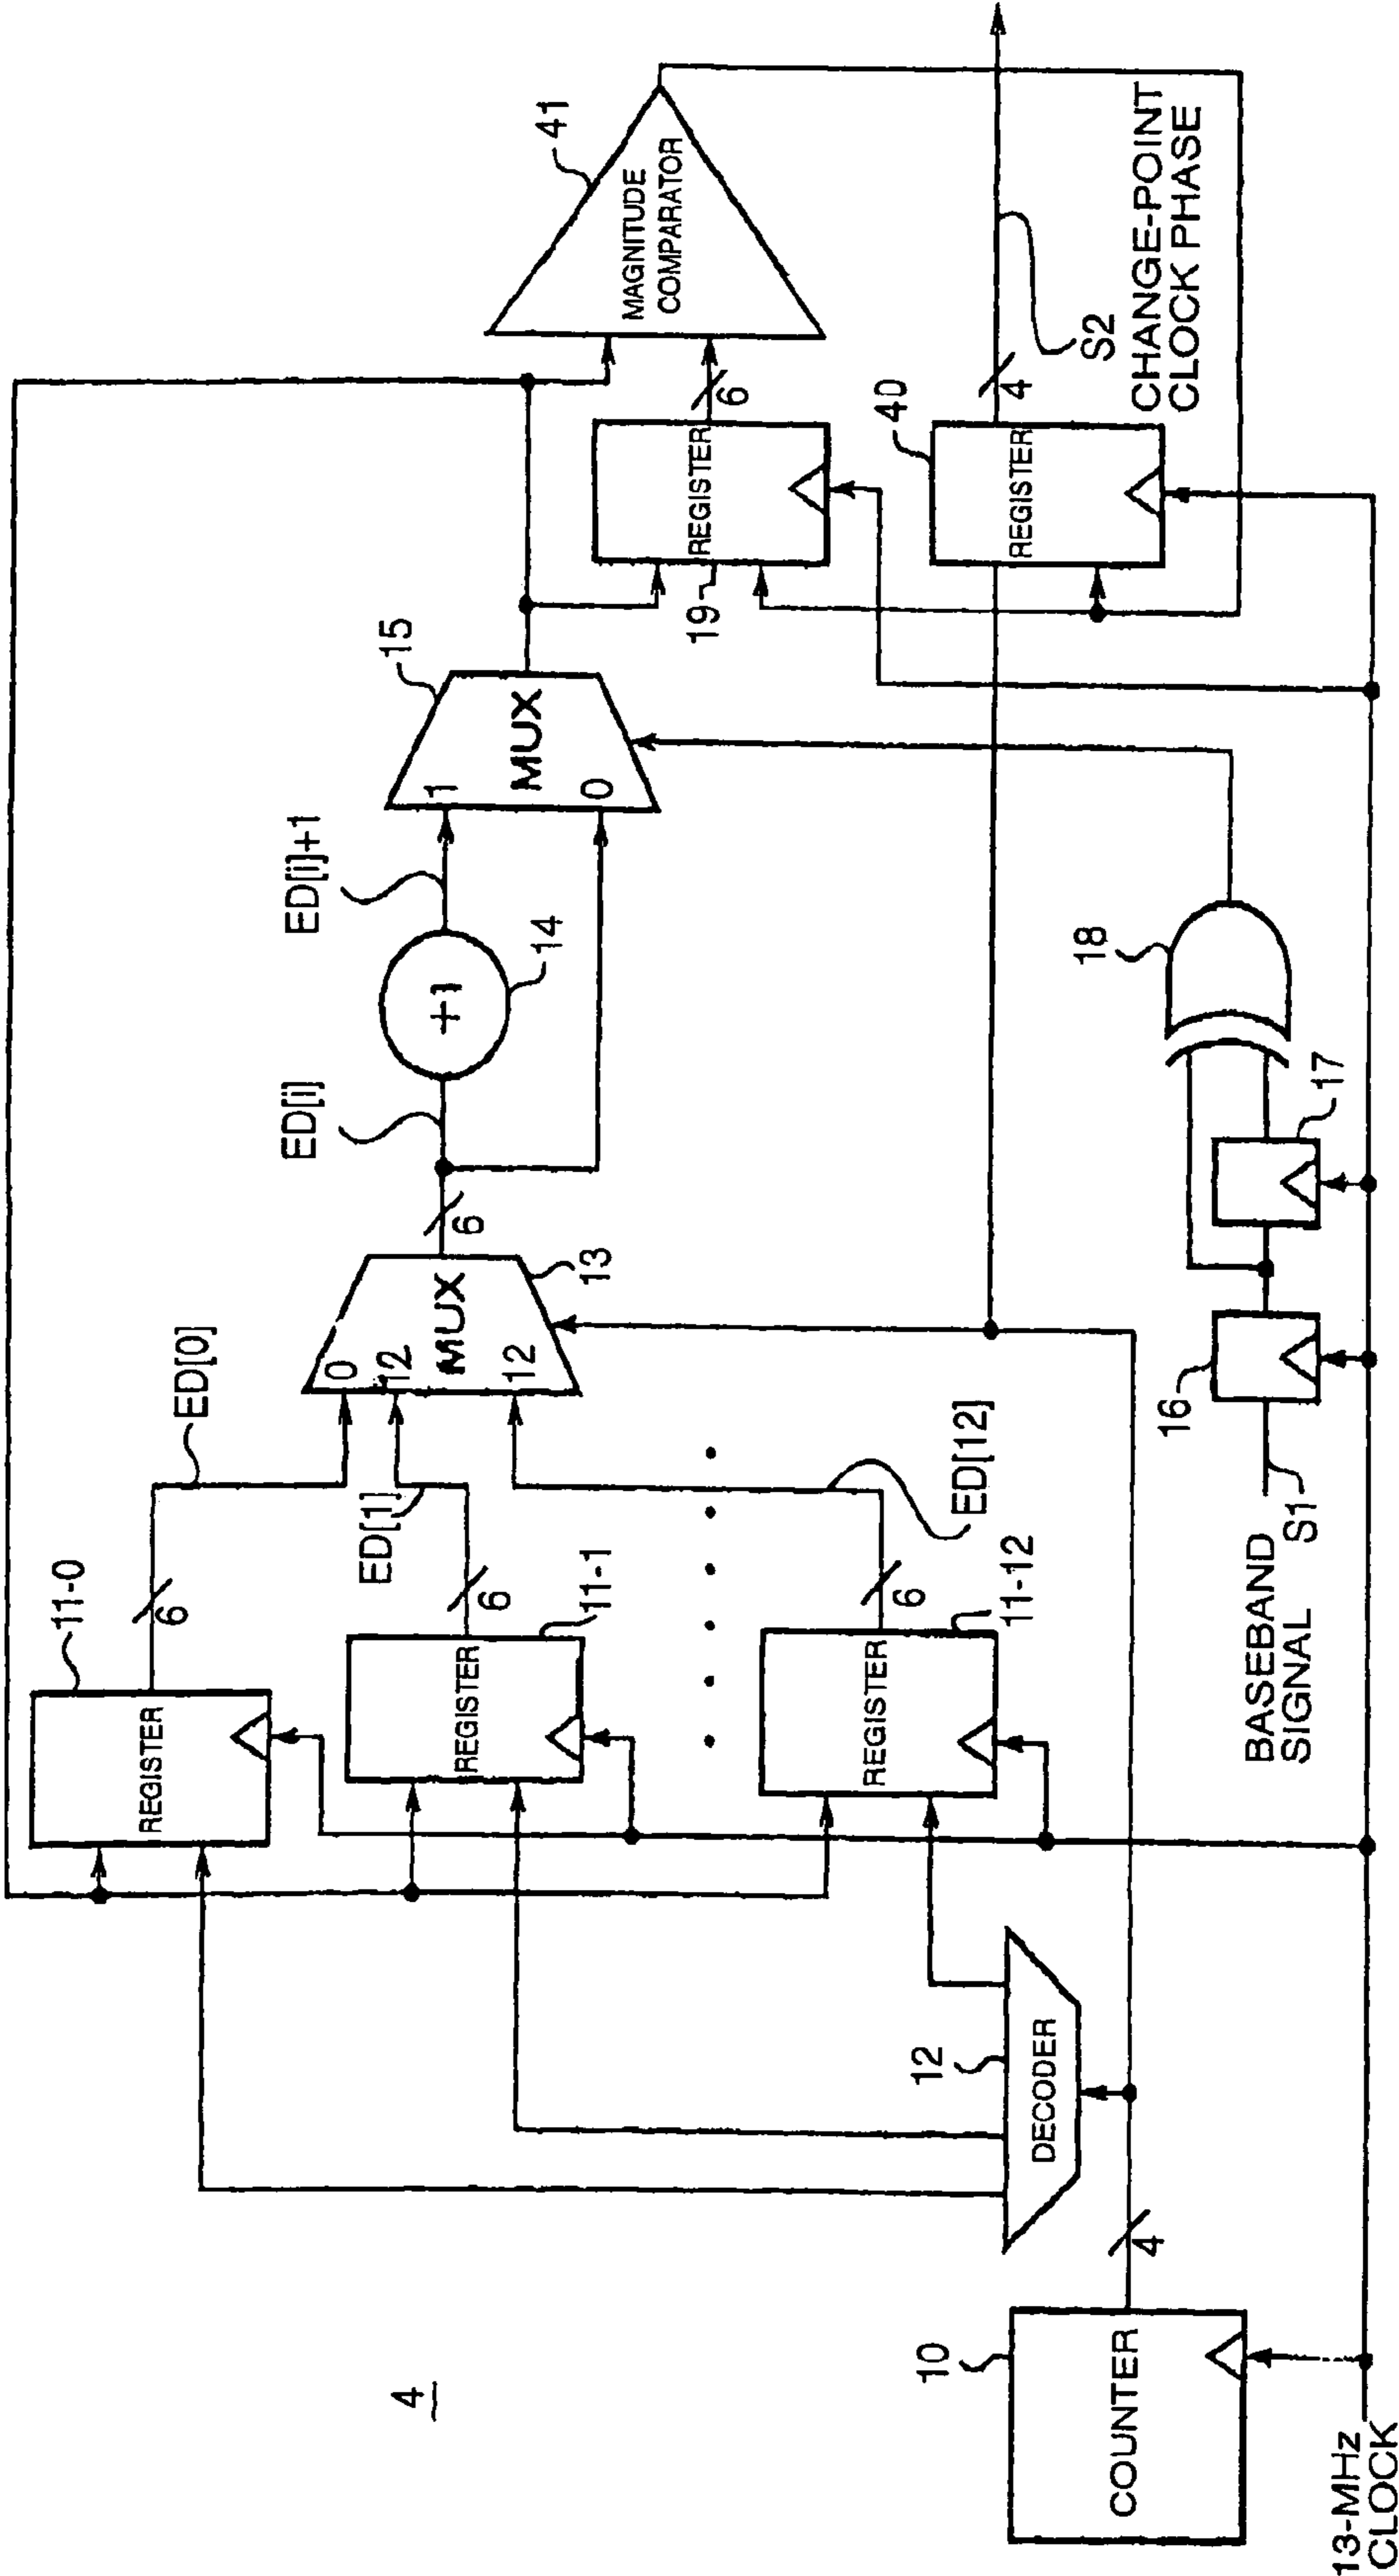 4
13-MHz
CLOCK
COUNTER
10
4
DECODER
12
REGISTER
11-0
6
ED[0]
REGISTER
11-1
6
ED[1]
REGISTER
11-12
6
ED[12]
0
12
12
MUX
13
6
ED[i]
+1
14
ED[i]+1
1
0
MUX
15
BASEBAND
SIGNAL S1
16
17
18
REGISTER
19
6
REGISTER
40
4
S2
CHANGE-POINT
CLOCK PHASE
MAGNITUDE
COMPARATOR
41